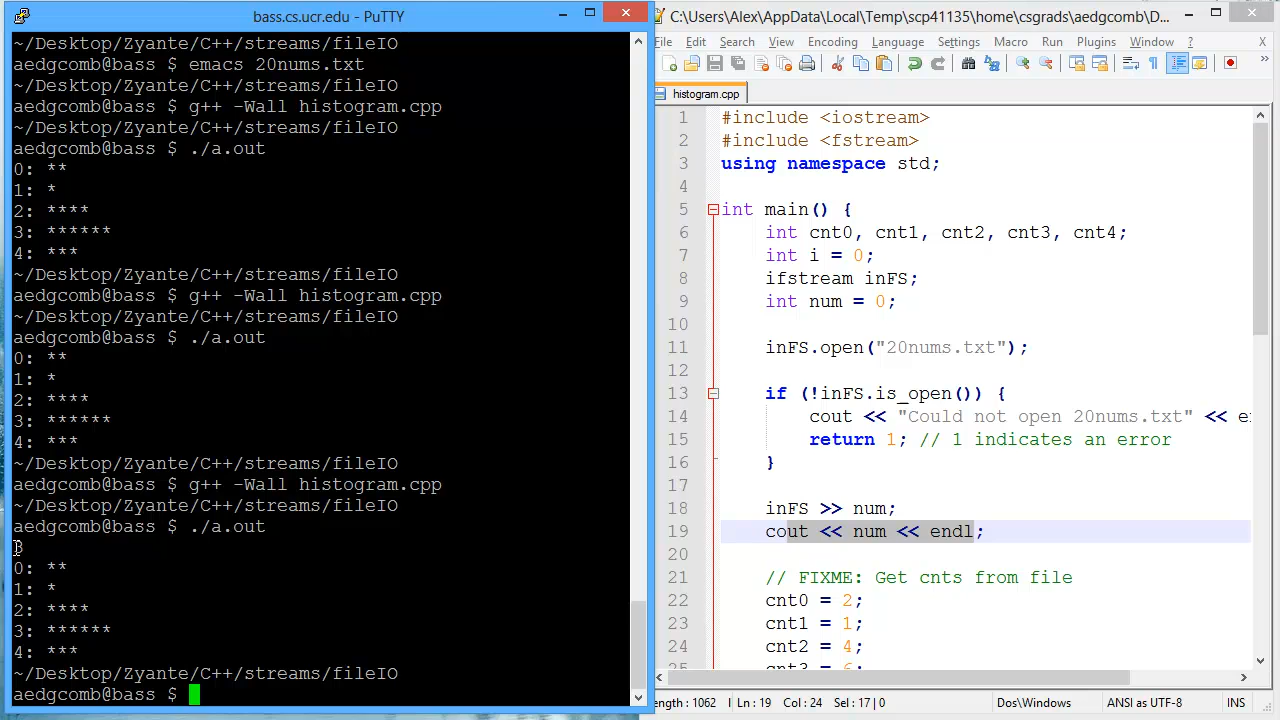 bass.cs.ucr.edu - PuTTY
~/Desktop/Zyante/C++/streams/fileIO
aedgcomb@bass $ emacs 20nums.txt
~/Desktop/Zyante/C++/streams/fileIO
aedgcomb@bass $ g++ -Wall histogram.cpp
~/Desktop/Zyante/C++/streams/fileIO
aedgcomb@bass $ ./a.out
0: **
1: *
2: ****
3: ******
4: ***
~/Desktop/Zyante/C++/streams/fileIO
aedgcomb@bass $ g++ -Wall histogram.cpp
~/Desktop/Zyante/C++/streams/fileIO
aedgcomb@bass $ ./a.out
0: **
1: *
2: ****
3: ******
4: ***
~/Desktop/Zyante/C++/streams/fileIO
aedgcomb@bass $ g++ -Wall histogram.cpp
~/Desktop/Zyante/C++/streams/fileIO
aedgcomb@bass $ ./a.out
0: **
1: *
2: ****
3: ******
4: ***
~/Desktop/Zyante/C++/streams/fileIO
aedgcomb@bass $
C:\Users\Alex\AppData\Local\Temp\scp41135\home\csgrads\aedgcomb\D...
File Edit Search View Encoding Language Settings Macro Run Plugins Window ? X
histogram.cpp
1 #include <iostream>
2 #include <fstream>
3 using namespace std;
4
5 int main() {
6 int cnt0, cnt1, cnt2, cnt3, cnt4;
7 int i = 0;
8 ifstream inFS;
9 int num = 0;
10
11 inFS.open("20nums.txt");
12
13 if (!inFS.is_open()) {
14 cout << "Could not open 20nums.txt" << e
15 return 1; // 1 indicates an error
16 }
17
18 inFS >> num;
19 cout << num << endl;
20
21 // FIXME: Get cnts from file
22 cnt0 = 2;
23 cnt1 = 1;
24 cnt2 = 4;
25 cnt3 = 6;
length : 1062 l Ln : 19 Col : 24 Sel : 17 | 0 Dos\Windows ANSI as UTF-8 INS